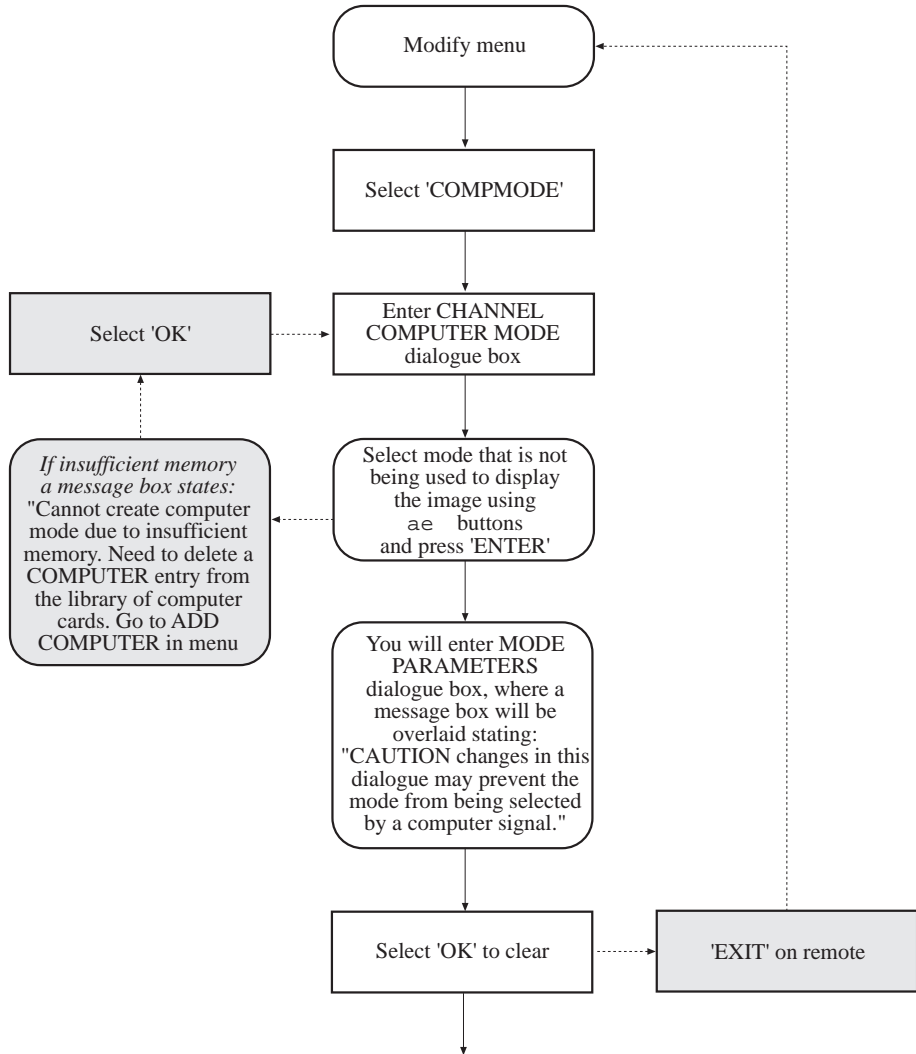 Modify menu
Select 'COMPMODE'
Select 'OK'
Enter CHANNEL
COMPUTER MODE
dialogue box
If insufficient memory
a message box states:
"Cannot create computer
mode due to insufficient
memory. Need to delete a
COMPUTER entry from
the library of computer
cards. Go to ADD
COMPUTER in menu
Select mode that is not
being used to display
the image using
ae buttons
and press 'ENTER'
You will enter MODE
PARAMETERS
dialogue box, where a
message box will be
overlaid stating:
"CAUTION changes in this
dialogue may prevent the
mode from being selected
by a computer signal."
Select 'OK' to clear
'EXIT' on remote